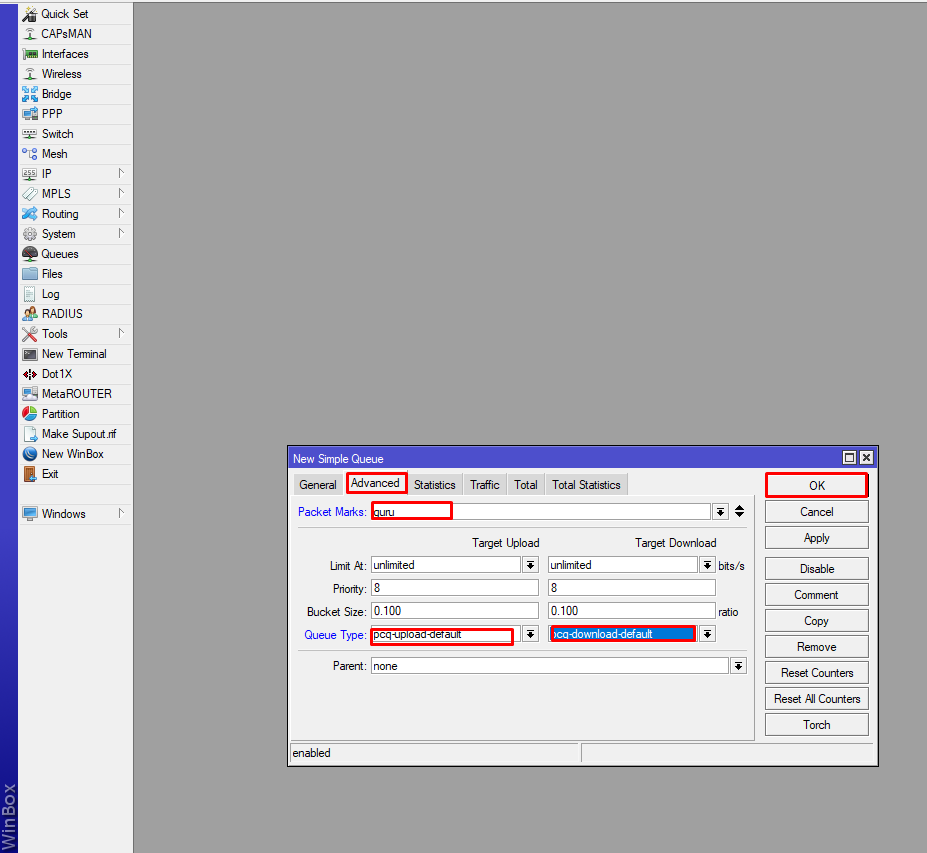 Quick Set
CAPsMAN
Interfaces
Wireless
Bridge
PPP
Switch
Mesh
IP
MPLS
Routing
System
Queues
Files
Log
RADIUS
Tools
New Terminal
Dot1X
MetaROUTER
Partition
Make Supout.rif
New WinBox
Exit
Windows
WinBox
New Simple Queue
General Advanced Statistics Traffic Total Total Statistics
Packet Marks: guru
Target Upload Target Download
Limit At: unlimited unlimited bits/s
Priority: 8 8
Bucket Size: 0.100 0.100 ratio
Queue Type: pcq-upload-default pcq-download-default
Parent: none
enabled
OK
Cancel
Apply
Disable
Comment
Copy
Remove
Reset Counters
Reset All Counters
Torch